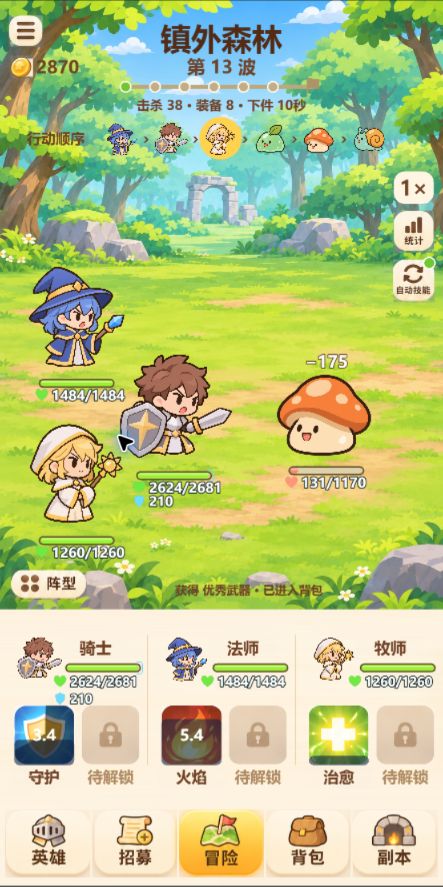 镇外森林
2870
第 13 波
击杀 38 · 装备 8 · 下件 10秒
行动顺序
1×
统计
自动技能
-175
1484/1484
131/1170
2624/2681
210
1260/1260
阵型
获得 优秀武器 · 已进入背包
骑士
2624/2681
210
法师
1484/1484
牧师
1260/1260
3.4
5.4
守护
待解锁
火焰
待解锁
治愈
待解锁
英雄
招募
冒险
背包
副本